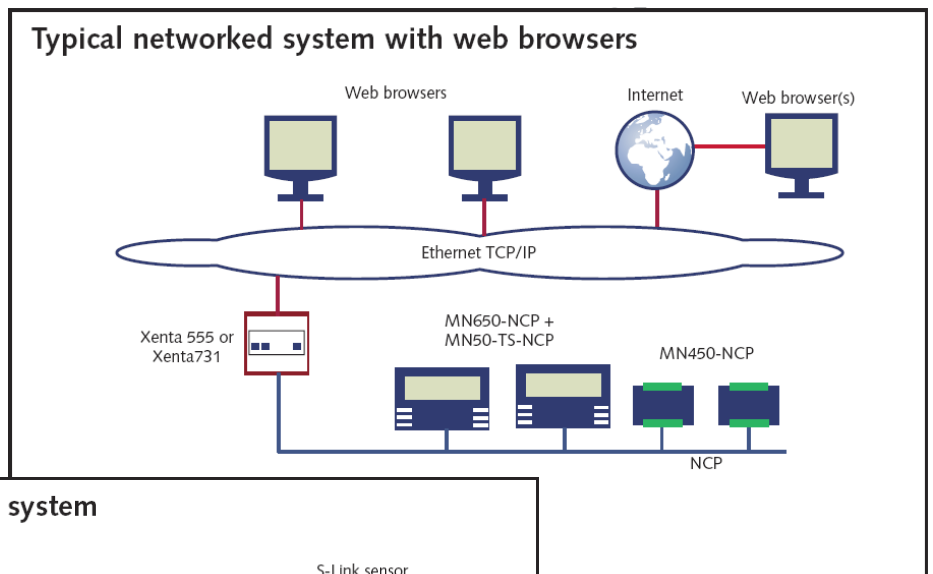 Typical networked system with web browsers
Web browsers
Internet
Web browser(s)
Ethernet TCP/IP
Xenta 555 or
Xenta731
MN650-NCP +
MN50-TS-NCP
MN450-NCP
NCP
system
S-Link sensor